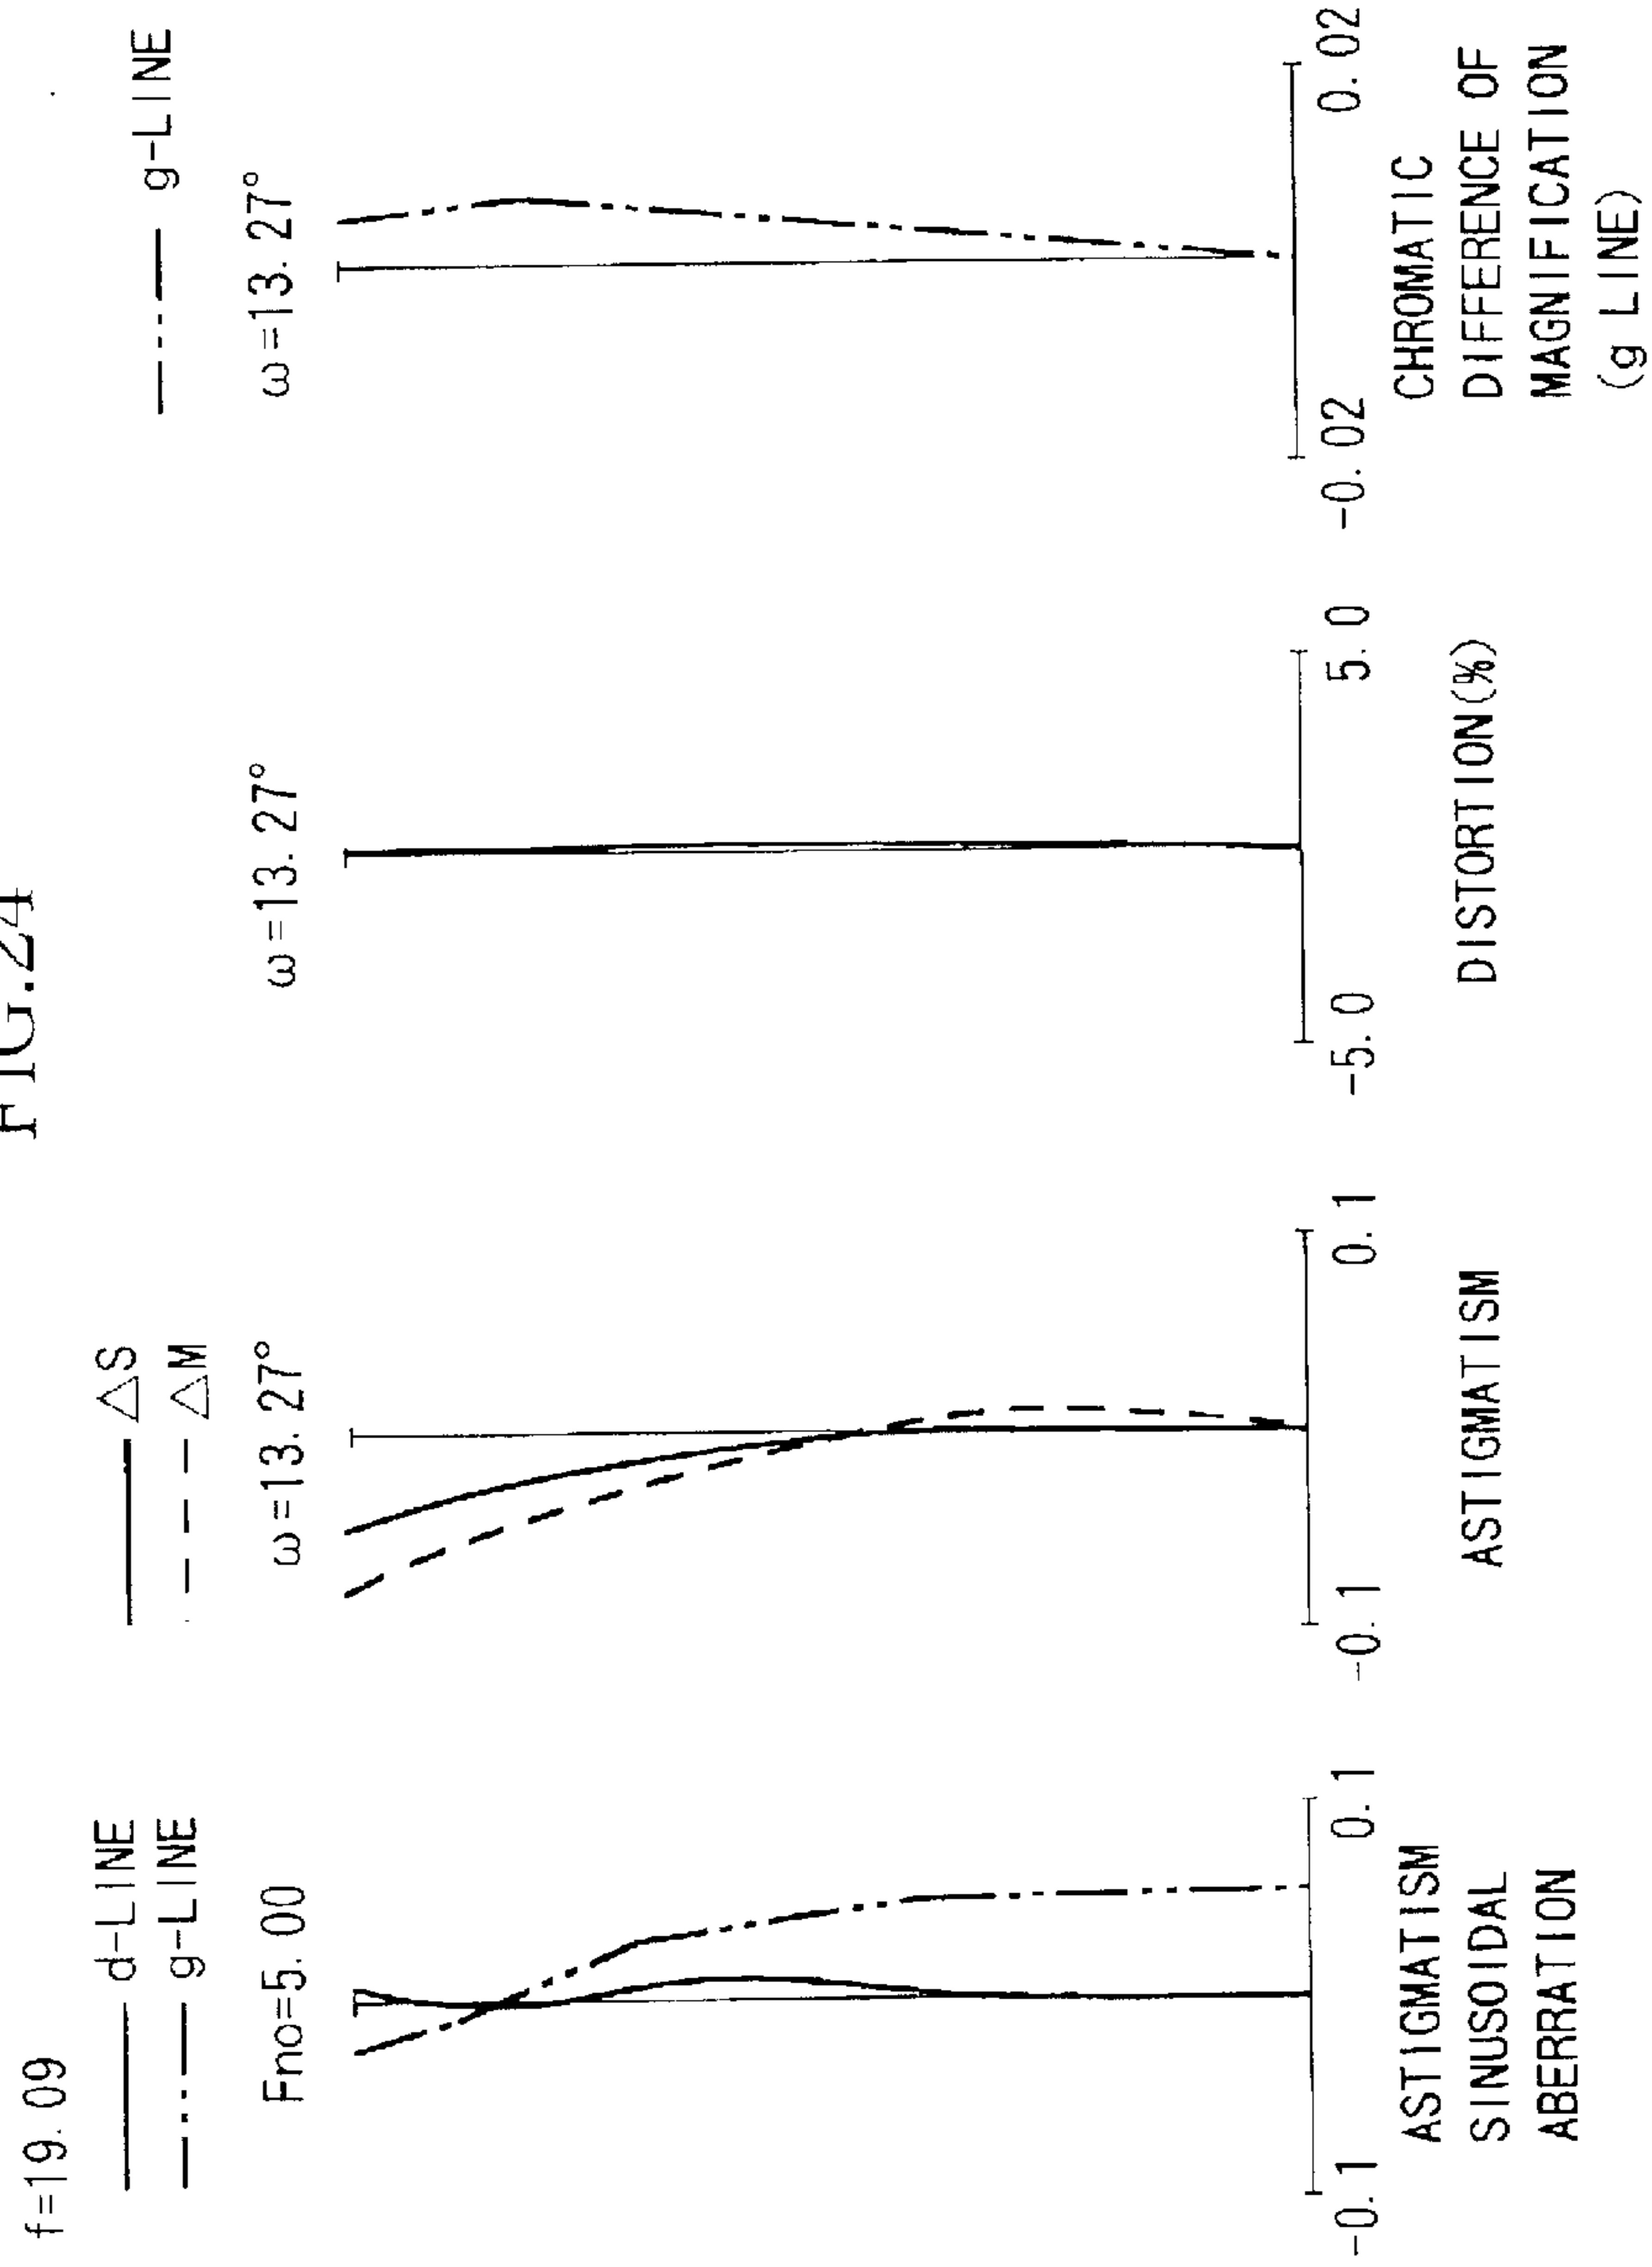 FIG.24
f=19.09
d-LINE
g-LINE
Fno=5.00
-0.1
0.1
ASTIGMATISM
SINUSOIDAL
ABERRATION
△S
△M
ω=13.27°
-0.1
0.1
ASTIGMATISM
ω=13.27°
-5.0
5.0
DISTORTION(%)
g-LINE
ω=13.27°
-0.02
0.02
CHROMATIC
DIFFERENCE OF
MAGNIFICATION
(g LINE)